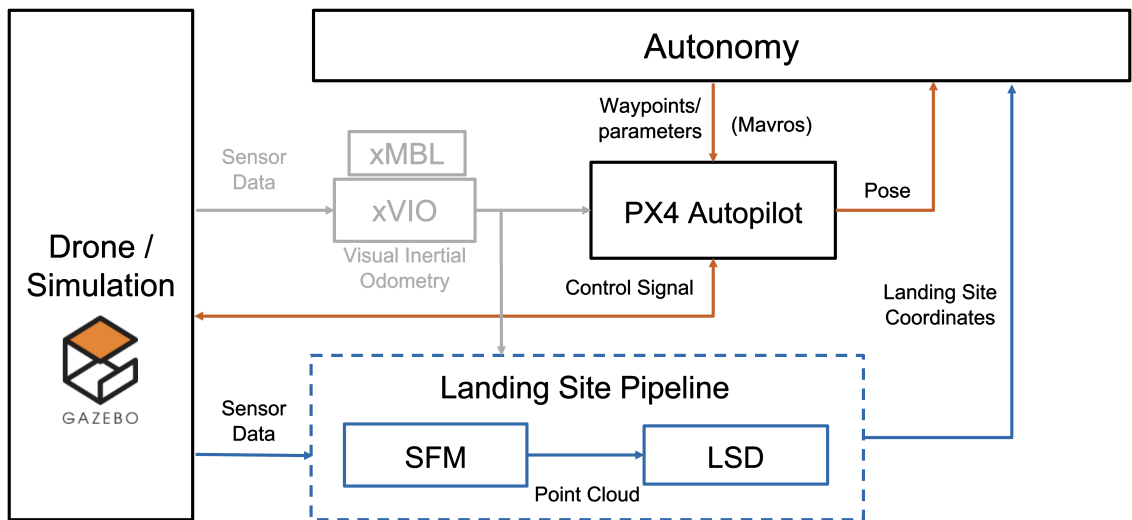 Autonomy
Waypoints/
parameters
(Mavros)
Sensor
Data
xMBL
xVIO
Visual Inertial
Odometry
PX4 Autopilot
Pose
Drone /
Simulation
GAZEBO
Control Signal
Landing Site
Coordinates
Landing Site Pipeline
Sensor
Data
SFM
LSD
Point Cloud